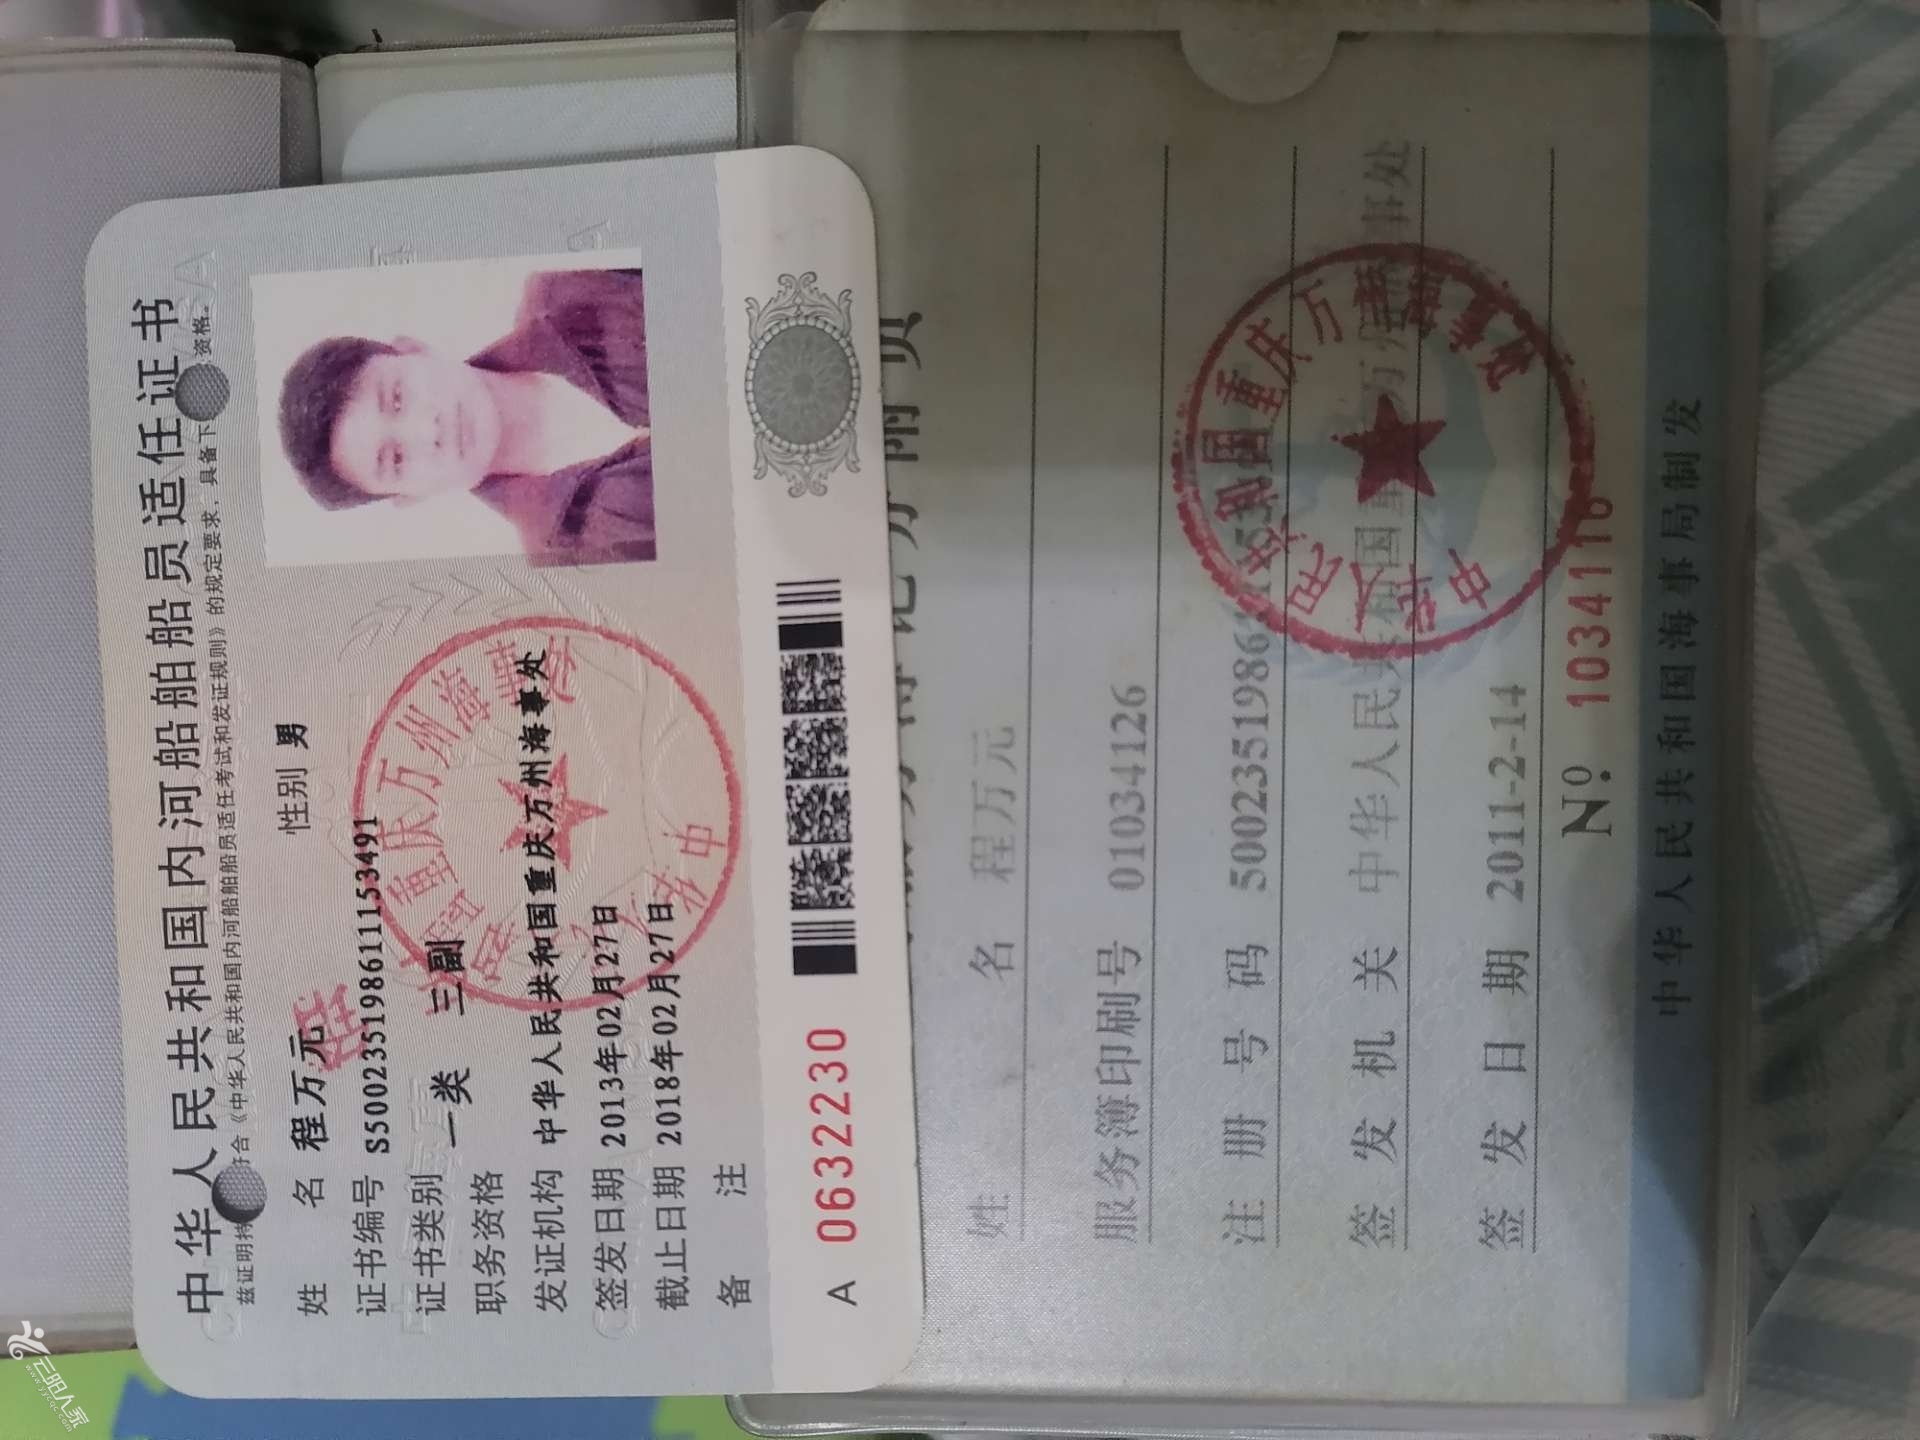 中华人民共和国内河船舶船员适任证书
兹证明持
符合《中华人民共和国内河船舶船员适任考试和发证规则》的规定要求,具备下
资格。
姓 名 程万元 性别 男
证书编号 S500235198611153491
证书类别 一类 三副
职务资格
发证机构 中华人民共和国重庆万州海事处
签发日期 2013年02月27日
截止日期 2018年02月27日
备 注
A 0632230
姓 名 程万元
服务簿印刷号 01034126
注 册 号 码 5002351986
签 发 机 关 中华人民共和国重庆万州海事处
签 发 日 期 2011-2-14
Nº. 1034116
中华人民共和国海事局制发
云阳人家
www.yycqc.com